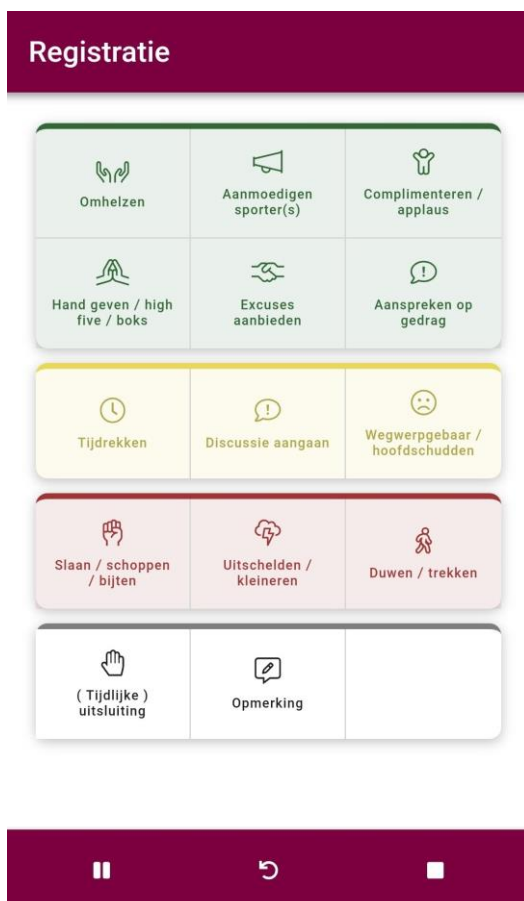 Registratie
Omhelzen
Aanmoedigen
sporter(s)
Complimenteren /
applaus
Hand geven / high
five / boks
Excuses
aanbieden
Aanspreken op
gedrag
Tijdrekken
Discussie aangaan
Wegwerpgebaar /
hoofdschudden
Slaan / schoppen
/ bijten
Uitschelden /
kleineren
Duwen / trekken
( Tijdlijke )
uitsluiting
Opmerking